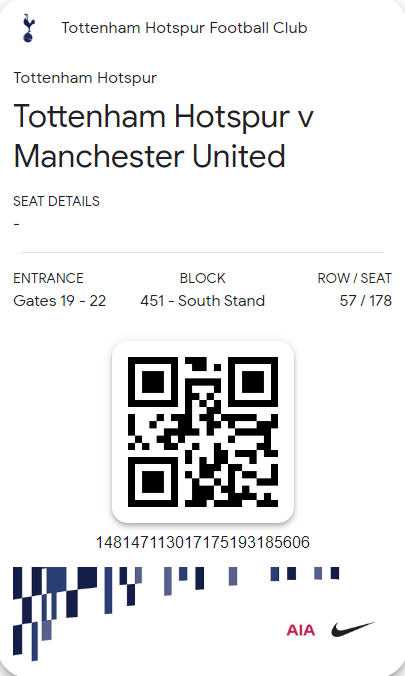 Tottenham Hotspur Football Club
Tottenham Hotspur
Tottenham Hotspur v
Manchester United
SEAT DETAILS
-
ENTRANCE BLOCK ROW / SEAT
Gates 19 - 22 451 - South Stand 57 / 178
148147113017175193185606
AIA